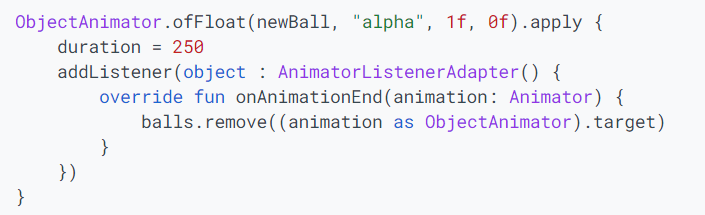 ObjectAnimator.ofFloat(newBall, "alpha", 1f, 0f).apply {
    duration = 250
    addListener(object : AnimatorListenerAdapter() {
        override fun onAnimationEnd(animation: Animator) {
            balls.remove((animation as ObjectAnimator).target)
        }
    })
}